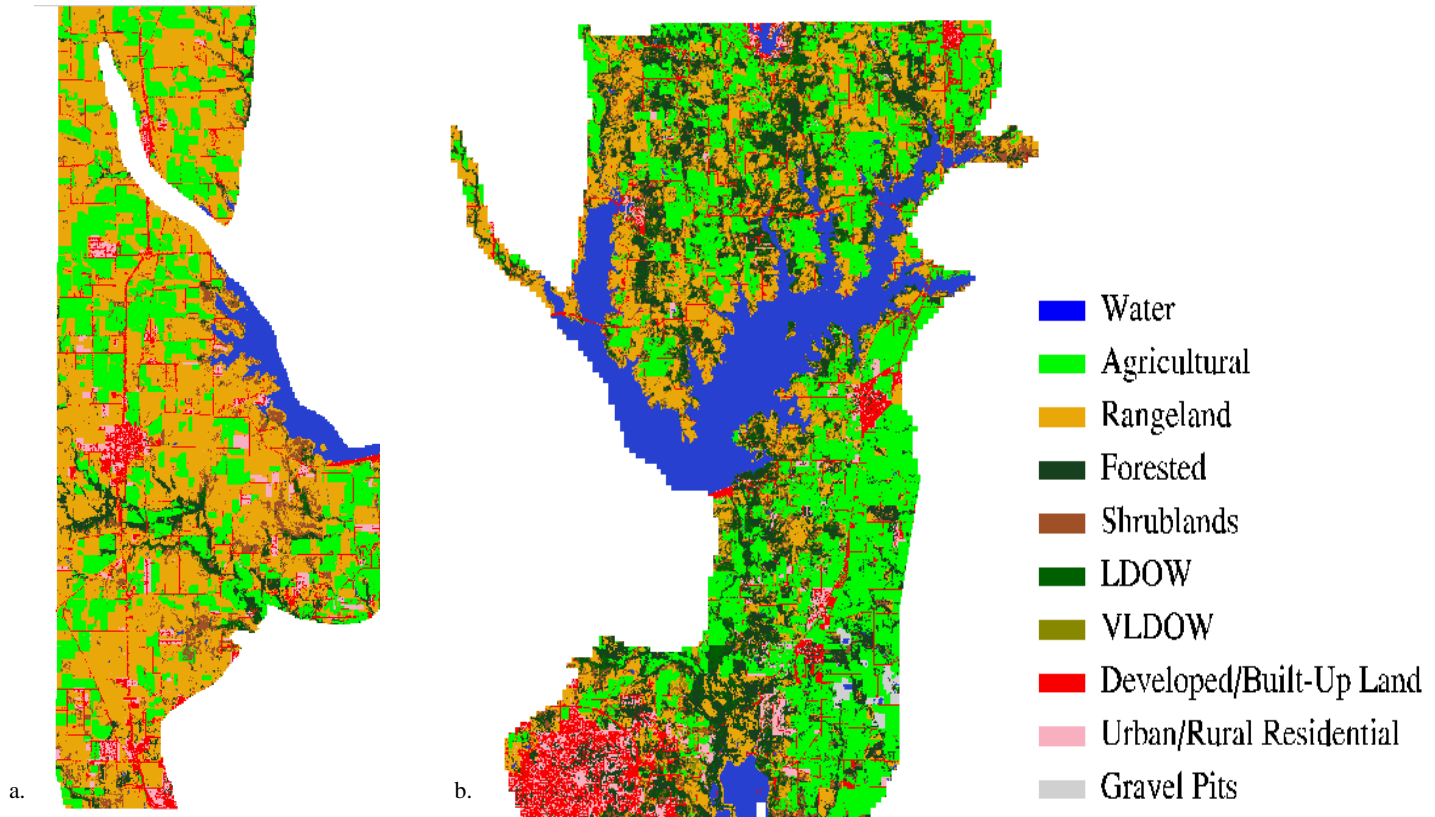 Water
Agricultural
Rangeland
Forested
Shrublands
LDOW
VLDOW
Developed/Built-Up Land
Urban/Rural Residential
Gravel Pits
a.
b.